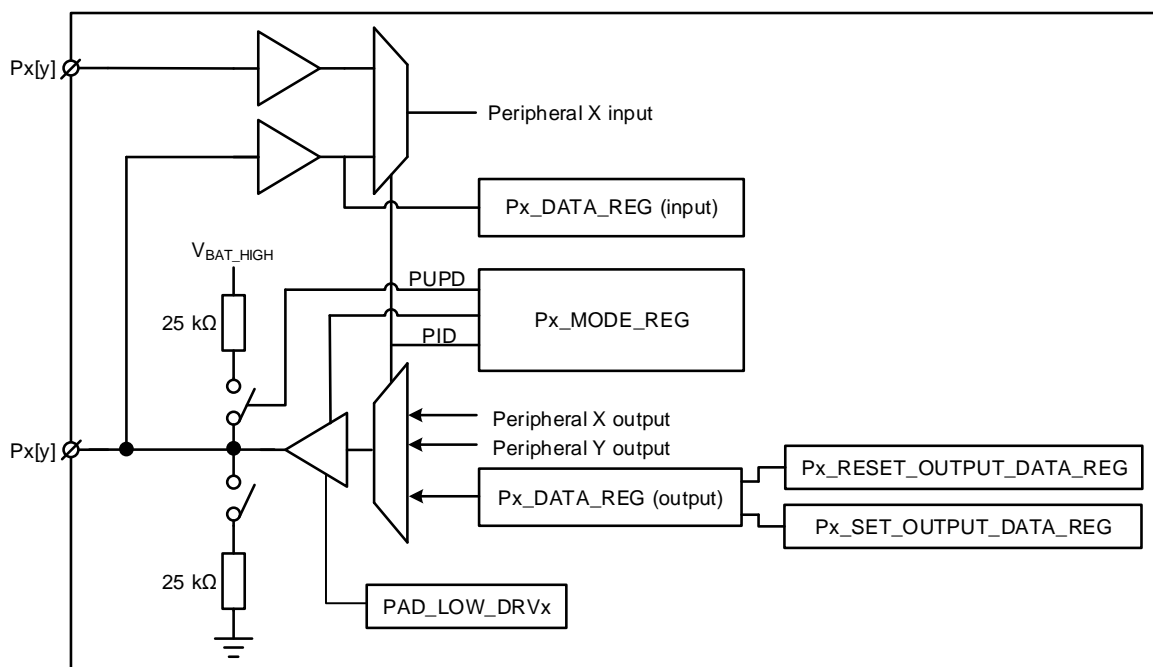 Px[y]
Peripheral X input
Px_DATA_REG (input)
VBAT_HIGH
PUPD
25 kΩ
Px_MODE_REG
PID
Peripheral X output
Px[y]
Peripheral Y output
Px_RESET_OUTPUT_DATA_REG
Px_DATA_REG (output)
Px_SET_OUTPUT_DATA_REG
25 kΩ
PAD_LOW_DRVx